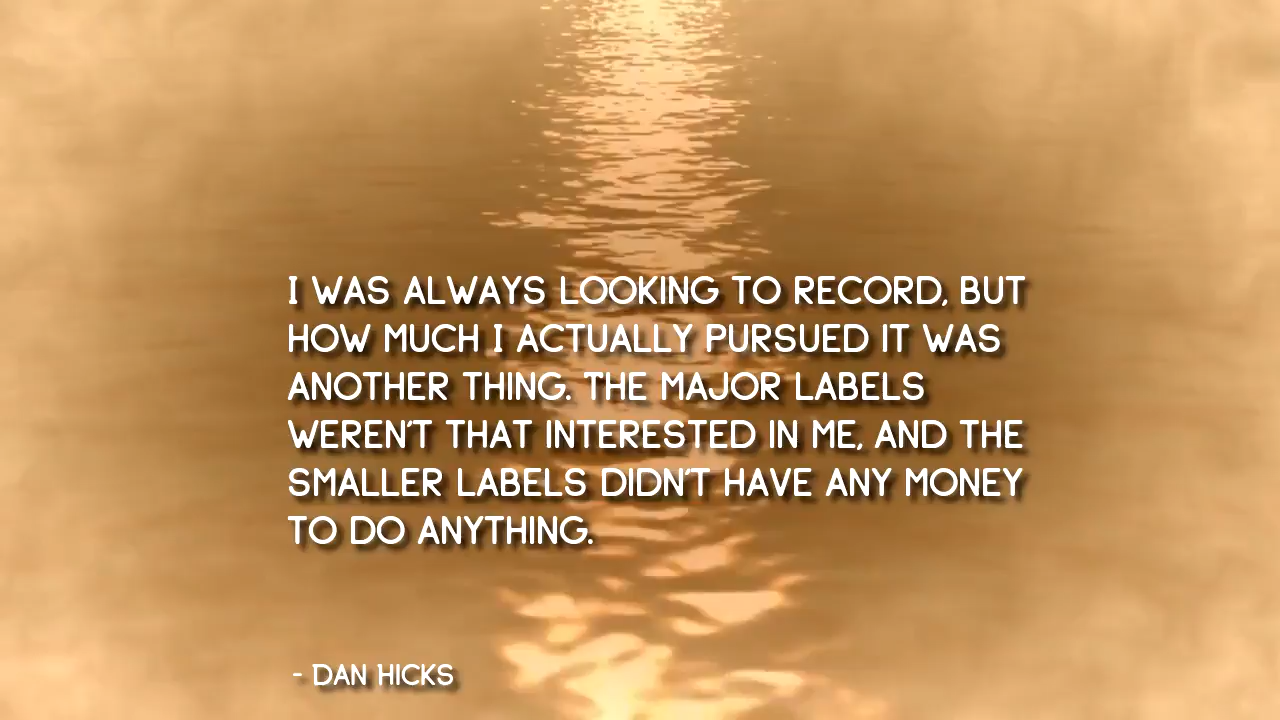 I WAS ALWAYS LOOKING TO RECORD, BUT
HOW MUCH I ACTUALLY PURSUED IT WAS
ANOTHER THING. THE MAJOR LABELS
WEREN'T THAT INTERESTED IN ME, AND THE
SMALLER LABELS DIDN'T HAVE ANY MONEY
TO DO ANYTHING.
- DAN HICKS